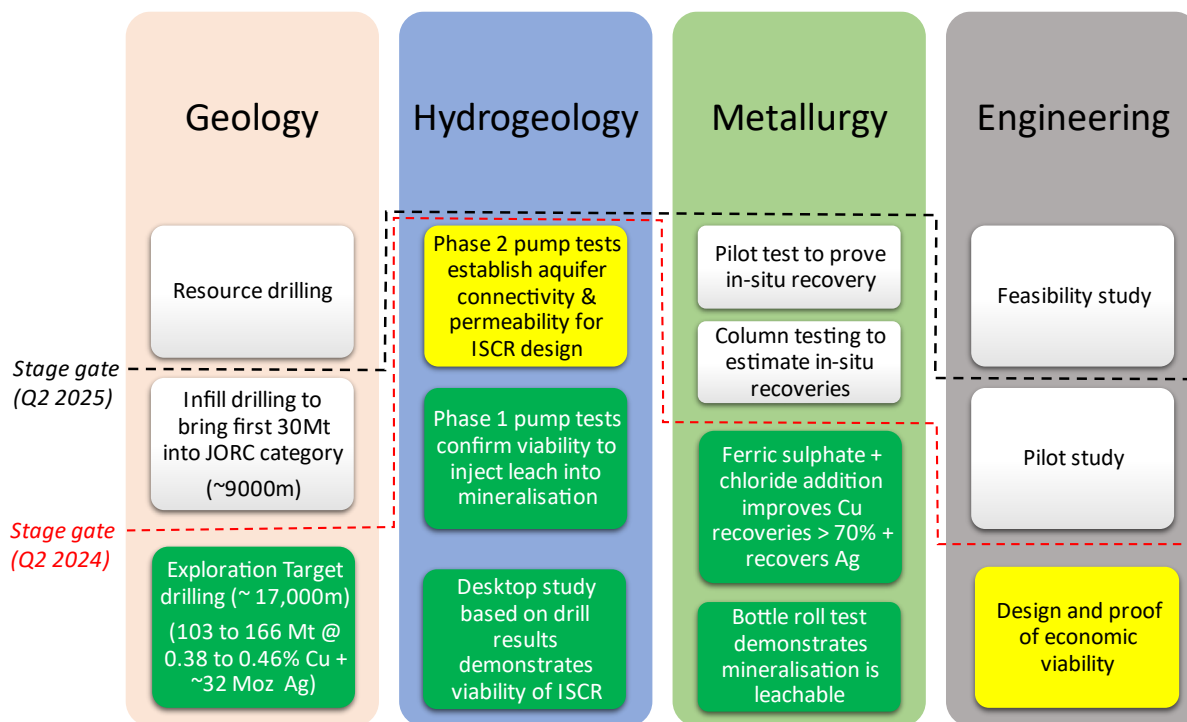 Geology
Hydrogeology
Metallurgy
Engineering
Resource drilling
Stage gate
(Q2 2025)
Infill drilling to
bring first 30Mt
into JORC category
(~9000m)
Stage gate
(Q2 2024)
Exploration Target
drilling (~ 17,000m)
(103 to 166 Mt @
0.38 to 0.46% Cu +
~32 Moz Ag)
Phase 2 pump tests
establish aquifer
connectivity &
permeability for
ISCR design
Phase 1 pump tests
confirm viability to
inject leach into
mineralisation
Desktop study
based on drill
results
demonstrates
viability of ISCR
Pilot test to prove
in-situ recovery
Column testing to
estimate in-situ
recoveries
Ferric sulphate +
chloride addition
improves Cu
recoveries > 70% +
recovers Ag
Bottle roll test
demonstrates
mineralisation is
leachable
Feasibility study
Pilot study
Design and proof
of economic
viability